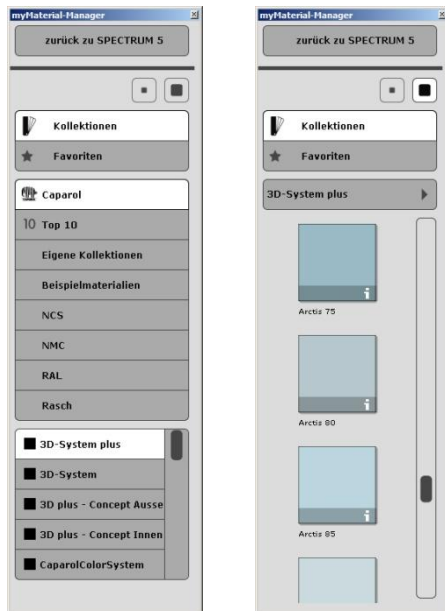 myMaterial-Manager
zurück zu SPECTRUM 5
Kollektionen
Favoriten
Caparol
10 Top 10
Eigene Kollektionen
Beispielmaterialien
NCS
NMC
RAL
Rasch
3D-System plus
3D-System
3D plus - Concept Ausse
3D plus - Concept Innen
CaparolColorSystem
myMaterial-Manager
zurück zu SPECTRUM 5
Kollektionen
Favoriten
3D-System plus
i
Arctis 75
i
Arctis 80
i
Arctis 85